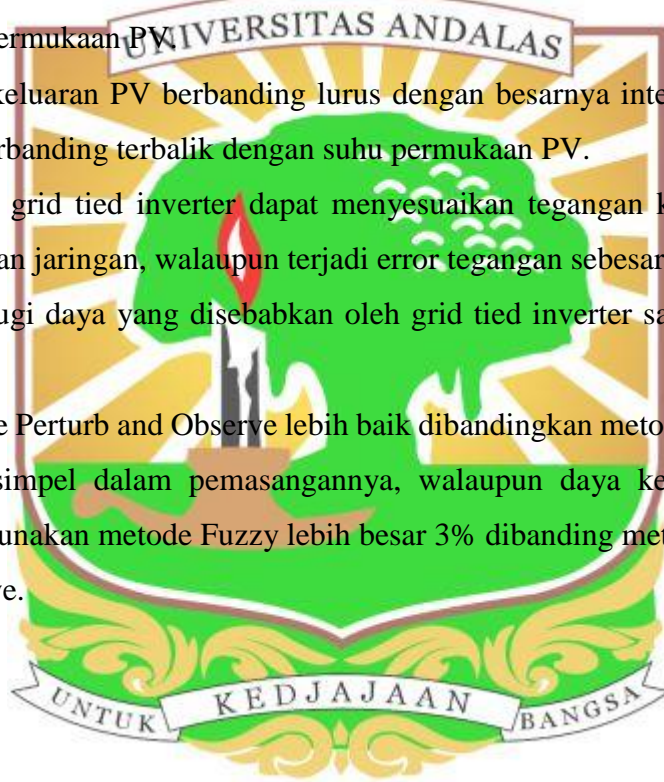 ermukaan PV.
UNIVERSITAS ANDALAS
keluaran PV berbanding lurus dengan besarnya inte
rbanding terbalik dengan suhu permukaan PV.
grid tied inverter dapat menyesuaikan tegangan k
an jaringan, walaupun terjadi error tegangan sebesar
ugi daya yang disebabkan oleh grid tied inverter sa
e Perturb and Observe lebih baik dibandingkan meto
simpel dalam pemasangannya, walaupun daya ke
unakan metode Fuzzy lebih besar 3% dibanding met
ve.
UNTUK KEDJAJAAN BANGSA